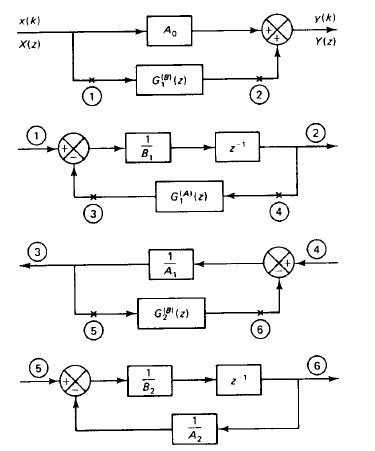 x(k)
X(z)
A₀
+
+
y(k)
Y(z)
G₁⁽ᴮ⁾(z)
1
2
1
+
−
1/B₁
z⁻¹
2
G₁⁽ᴬ⁾(z)
3
4
3
1/A₁
+
−
4
G₂⁽ᴮ⁾(z)
5
6
5
+
−
1/B₂
z⁻¹
6
1/A₂